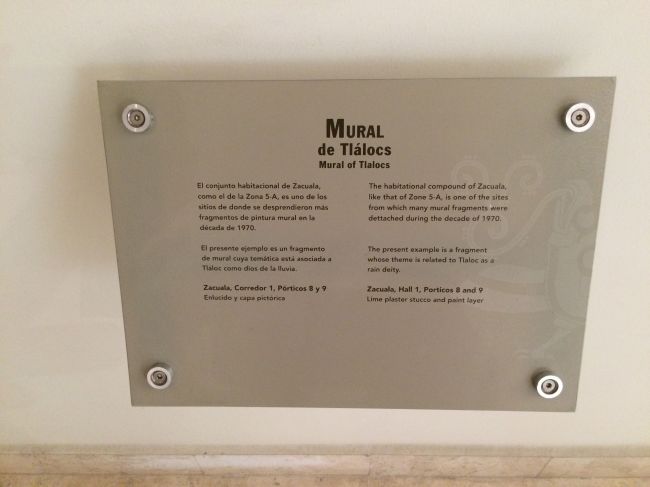 MURAL
de Tlálocs
Mural of Tlalocs
El conjunto habitacional de Zacuala,
como el de la Zona 5-A, es uno de los
sitios de donde se desprendieron más
fragmentos de pintura mural en la
década de 1970.
El presente ejemplo es un fragmento
de mural cuya temática está asociada a
Tláloc como dios de la lluvia.
Zacuala, Corredor 1, Pórticos 8 y 9
Enlucido y capa pictórica
The habitational compound of Zacuala,
like that of Zone 5-A, is one of the sites
from which many mural fragments were
dettached during the decade of 1970.
The present example is a fragment
whose theme is related to Tlaloc as a
rain deity.
Zacuala, Hall 1, Porticos 8 and 9
Lime plaster stucco and paint layer